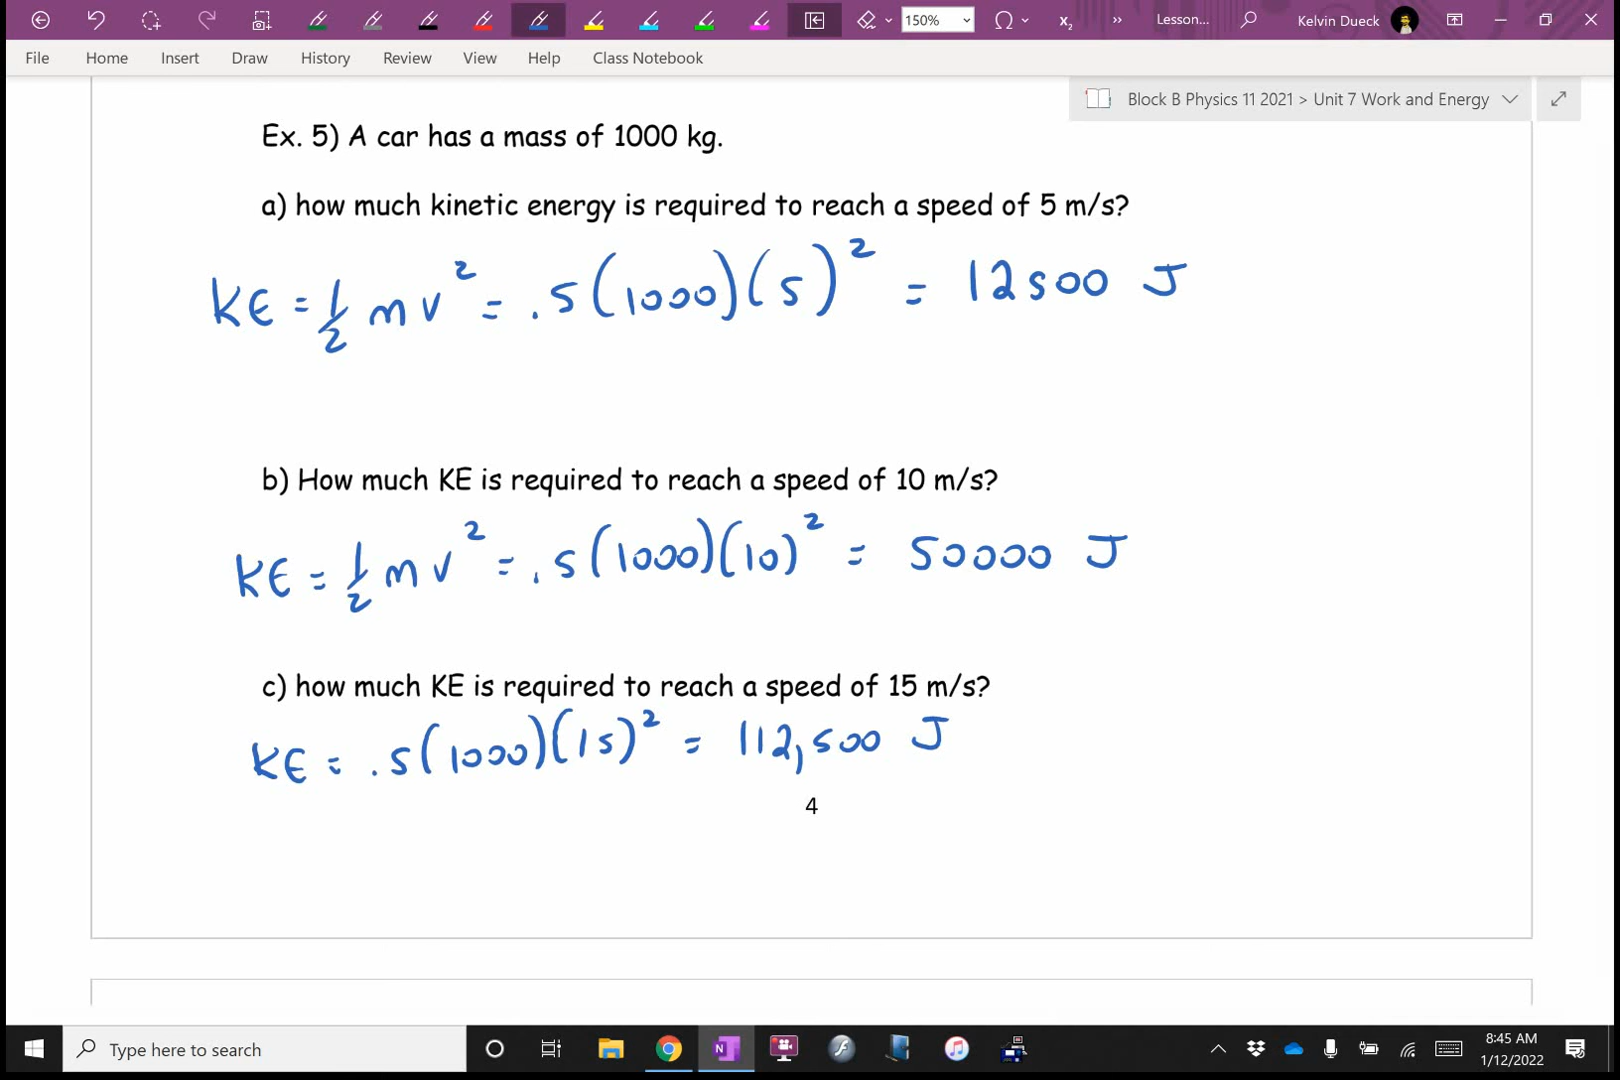 150%
Ω
x₂
»
Lesson...
Kelvin Dueck
File Home Insert Draw History Review View Help Class Notebook
Block B Physics 11 2021 > Unit 7 Work and Energy
Ex. 5) A car has a mass of 1000 kg.
a) how much kinetic energy is required to reach a speed of 5 m/s?
KE = 1/2 mv² = .5(1000)(5)² = 12500 J
b) How much KE is required to reach a speed of 10 m/s?
KE = 1/2 mv² = .5(1000)(10)² = 50000 J
c) how much KE is required to reach a speed of 15 m/s?
KE = .5(1000)(15)² = 112,500 J
4
Type here to search
8:45 AM
1/12/2022